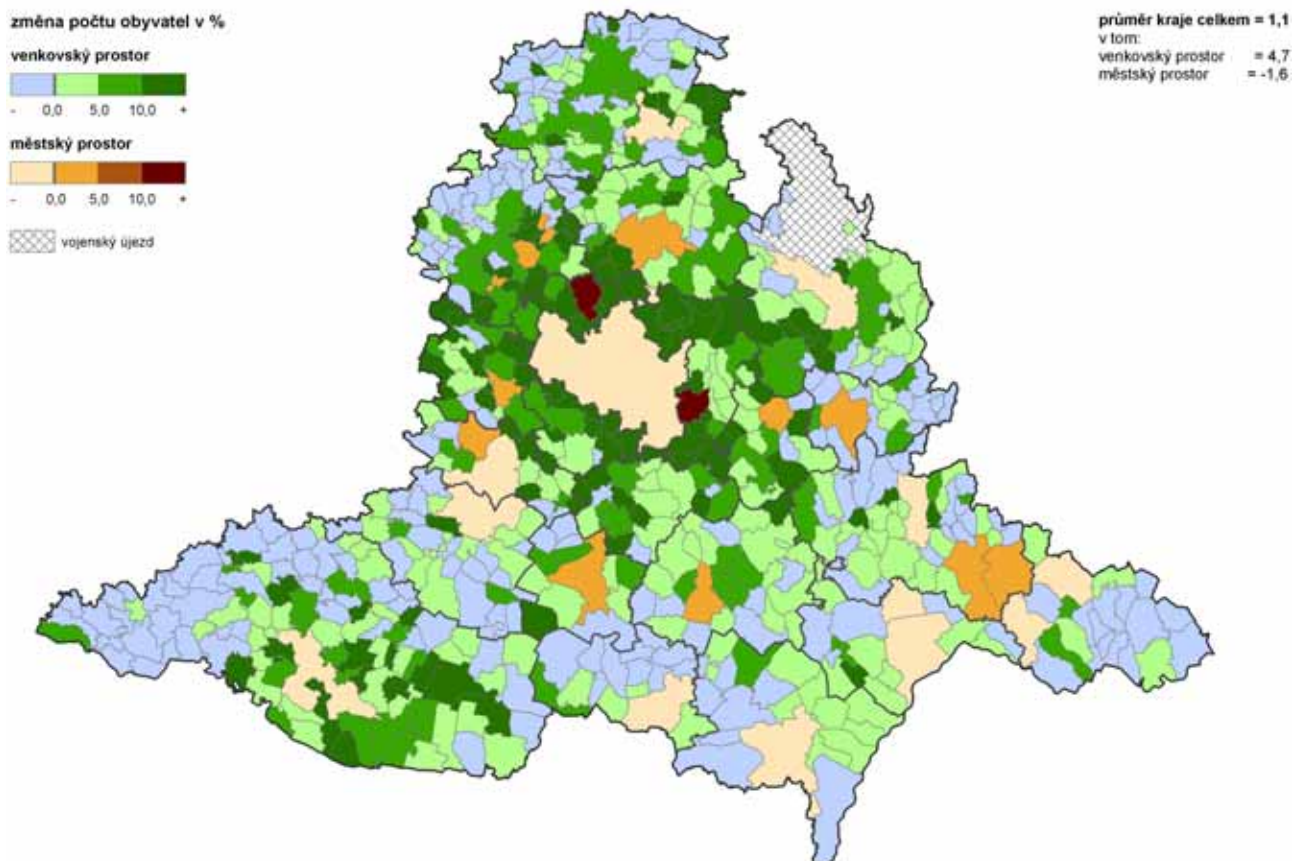 změna počtu obyvatel v %
venkovský prostor
- 0,0 5,0 10,0 +
městský prostor
- 0,0 5,0 10,0 +
vojenský újezd
průměr kraje celkem = 1,1
v tom:
venkovský prostor = 4,7
městský prostor = -1,6